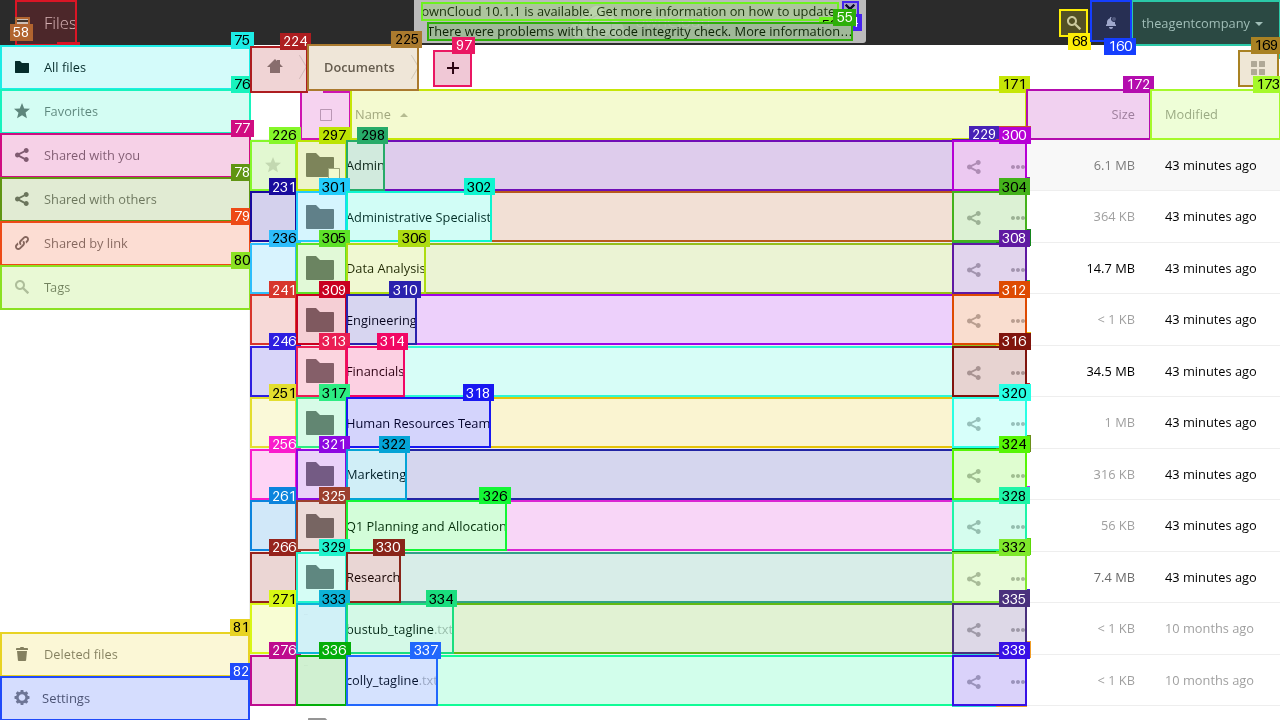 Files
58
ownCloud 10.1.1 is available. Get more information on how to update
There were problems with the code integrity check. More information...
55
68
160
theagentcompany
169
75
All files
224
225
Documents
97
+
76
Favorites
171
172
173
Name
Size
Modified
77
Shared with you
226
297
298
229
300
Admin
6.1 MB
43 minutes ago
78
Shared with others
231
301
302
304
Administrative Specialist
364 KB
43 minutes ago
79
Shared by link
236
305
306
308
Data Analysis
14.7 MB
43 minutes ago
80
Tags
241
309
310
312
Engineering
< 1 KB
43 minutes ago
246
313
314
316
Financials
34.5 MB
43 minutes ago
251
317
318
320
Human Resources Team
1 MB
43 minutes ago
256
321
322
324
Marketing
316 KB
43 minutes ago
261
325
326
328
Q1 Planning and Allocation
56 KB
43 minutes ago
266
329
330
332
Research
7.4 MB
43 minutes ago
271
333
334
335
bustub_tagline.txt
< 1 KB
10 months ago
276
336
337
338
colly_tagline.txt
< 1 KB
10 months ago
81
Deleted files
82
Settings